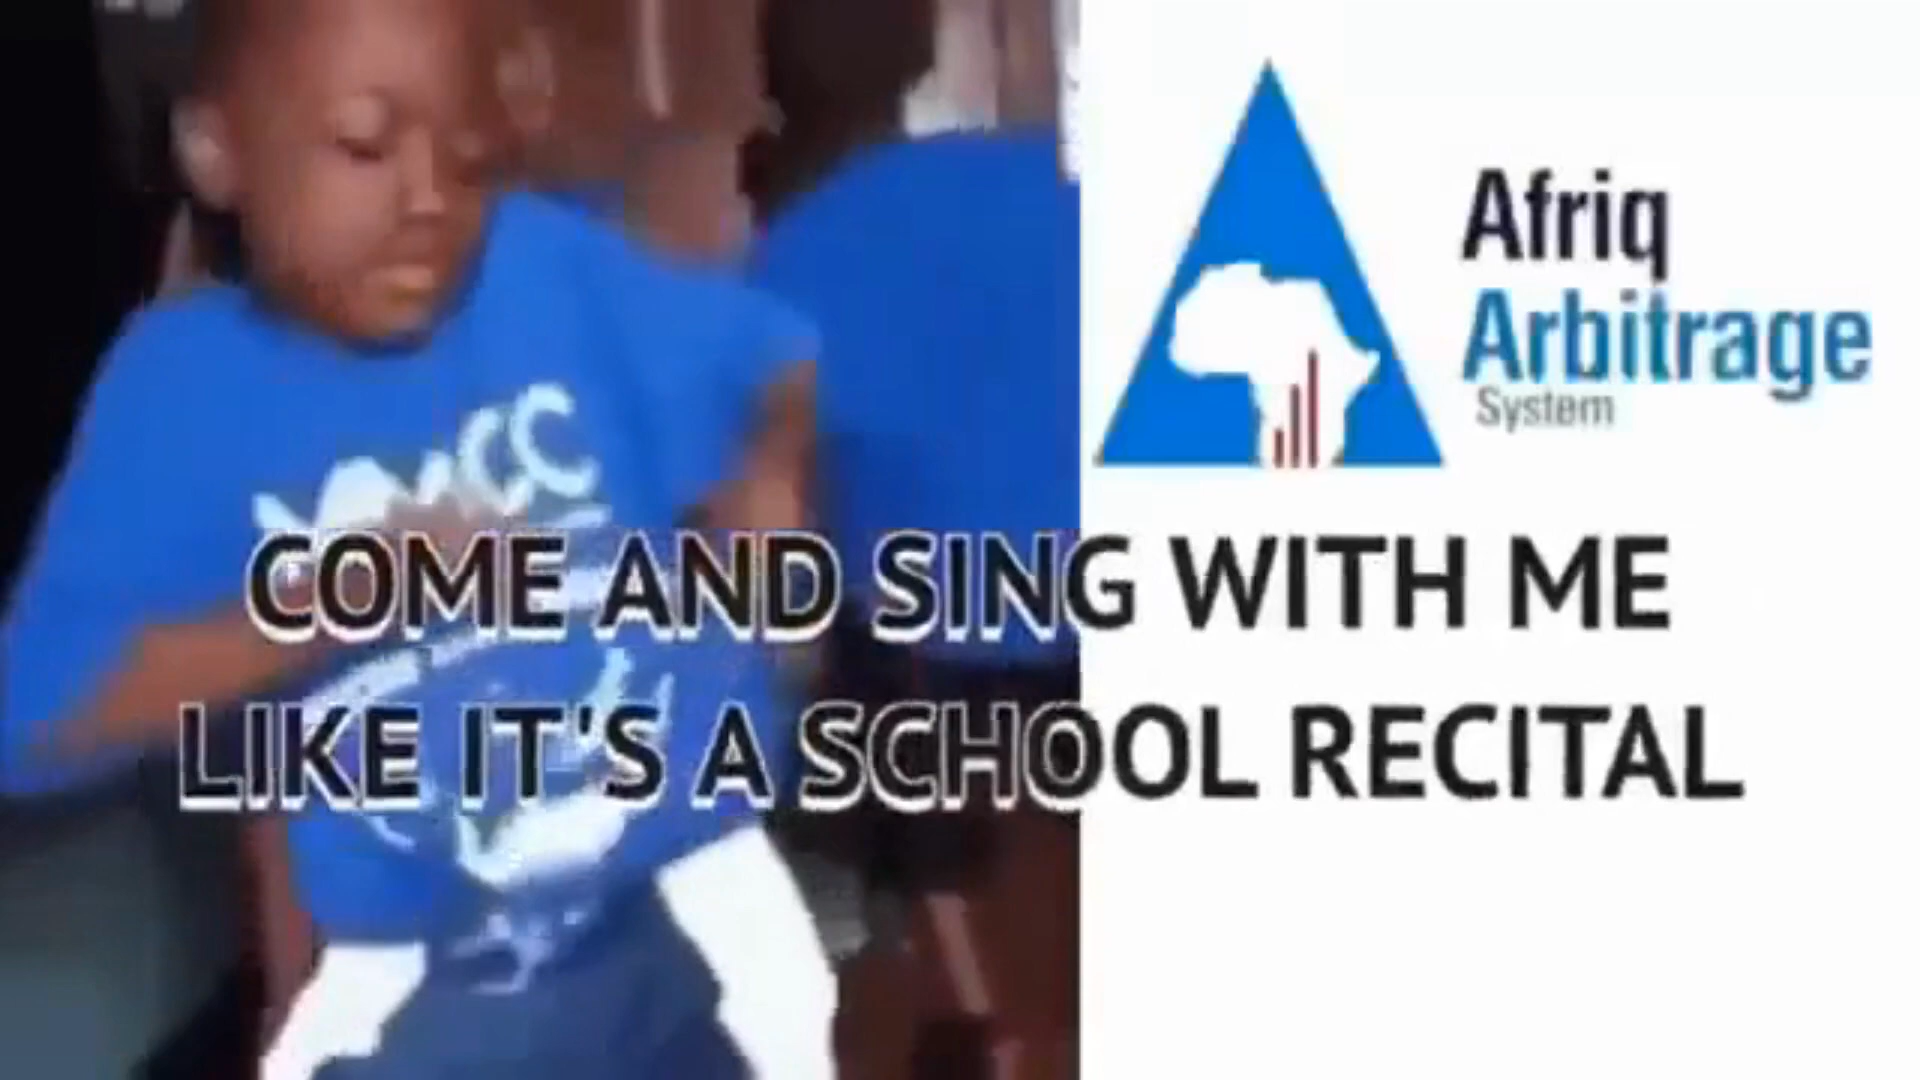 Afriq
Arbitrage
System
COME AND SING WITH ME
LIKE IT'S A SCHOOL RECITAL